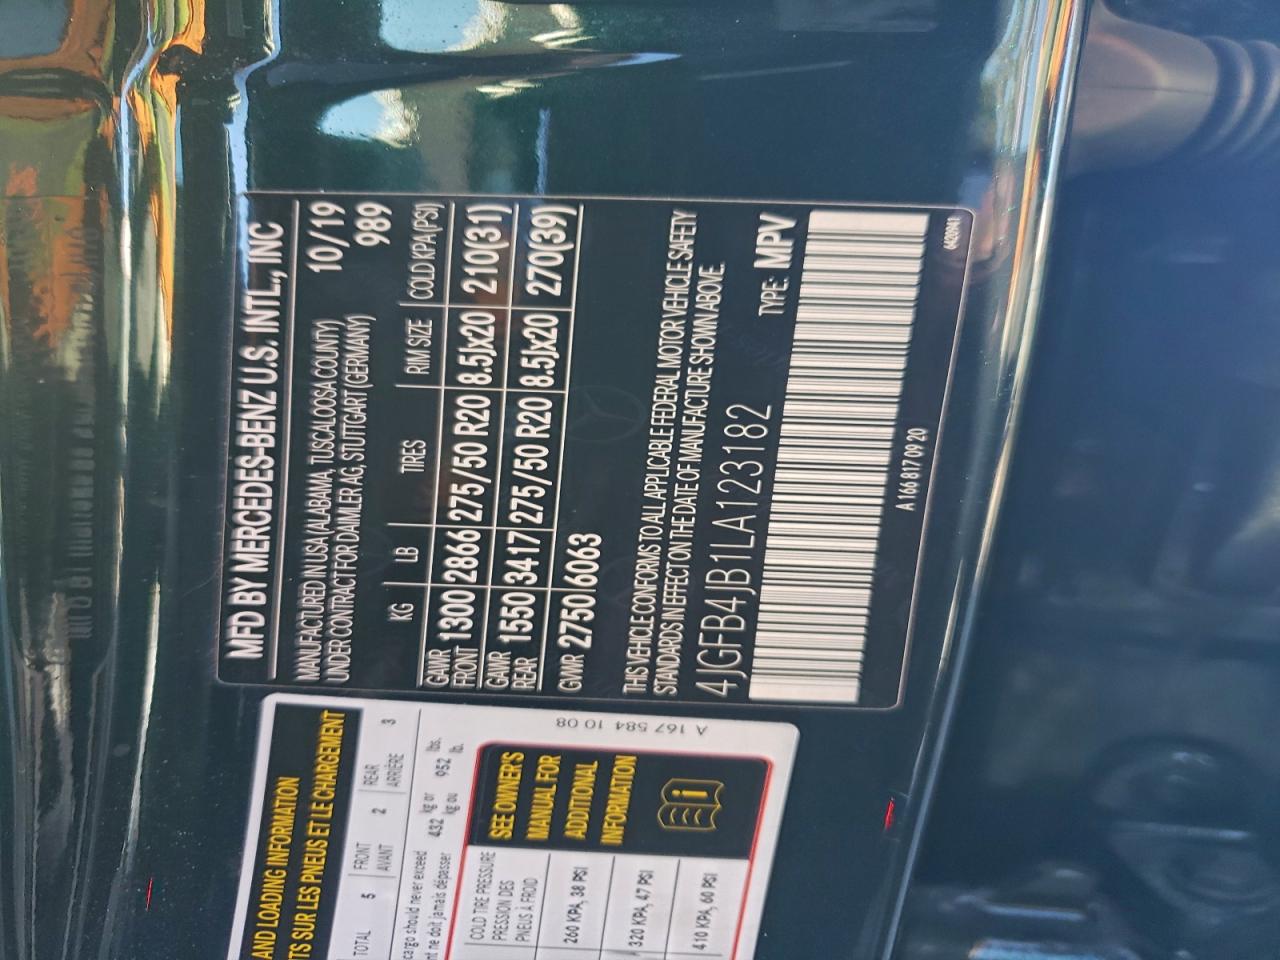 MFD BY MERCEDES-BENZ U.S. INTL., INC
MANUFACTURED IN USA (ALABAMA, TUSCALOOSA COUNTY) 10/19
UNDER CONTRACT FOR DAIMLER AG, STUTTGART (GERMANY) 989
KG LB TIRES RIM SIZE COLD KPA (PSI)
GAWR FRONT 1300 2866 275/50 R20 8.5Jx20 210(31)
GAWR REAR 1550 3417 275/50 R20 8.5Jx20 270(39)
GVWR 2750 6063
THIS VEHICLE CONFORMS TO ALL APPLICABLE FEDERAL MOTOR VEHICLE SAFETY
STANDARDS IN EFFECT ON THE DATE OF MANUFACTURE SHOWN ABOVE.
4JGFB4JB1LA123182 TYPE: MPV
A 166 817 09 20
AND LOADING INFORMATION
TS SUR LES PNEUS ET LE CHARGEMENT
TOTAL 5 FRONT AVANT 2 REAR ARRIÈRE 3
cargo should never exceed 432 kg or 952 lbs.
nt ne doit jamais dépasser kg ou lb.
COLD TIRE PRESSURE
PRESSION DES
PNEUS À FROID
260 KPA, 38 PSI
320 KPA, 47 PSI
410 KPA, 60 PSI
SEE OWNER'S
MANUAL FOR
ADDITIONAL
INFORMATION
A 167 584 10 08